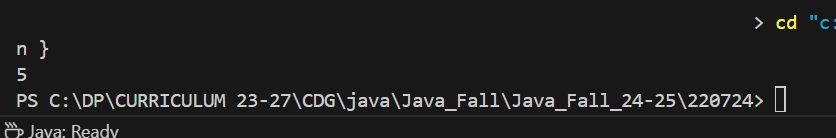 > cd "c:
n }
5
PS C:\DP\CURRICULUM 23-27\CDG\java\Java_Fall\Java_Fall_24-25\220724>
Java: Ready